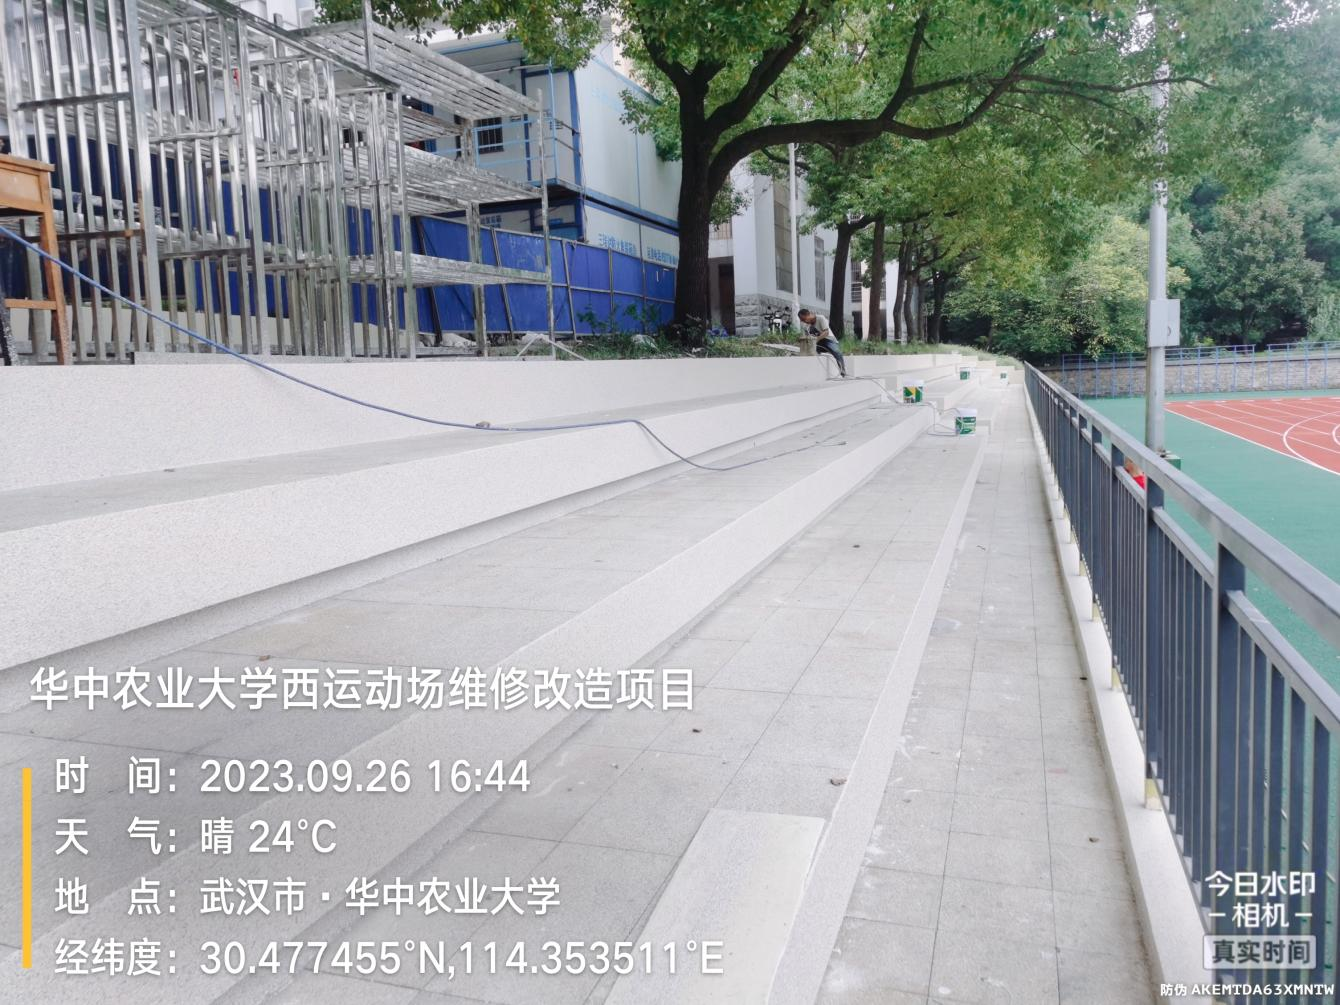 华中农业大学西运动场维修改造项目
时 间：2023.09.26 16:44
天 气：晴 24°C
地 点：武汉市·华中农业大学
经纬度：30.477455°N,114.353511°E
今日水印
相机
真实时间
防伪 AKEMTDA63XMNTW